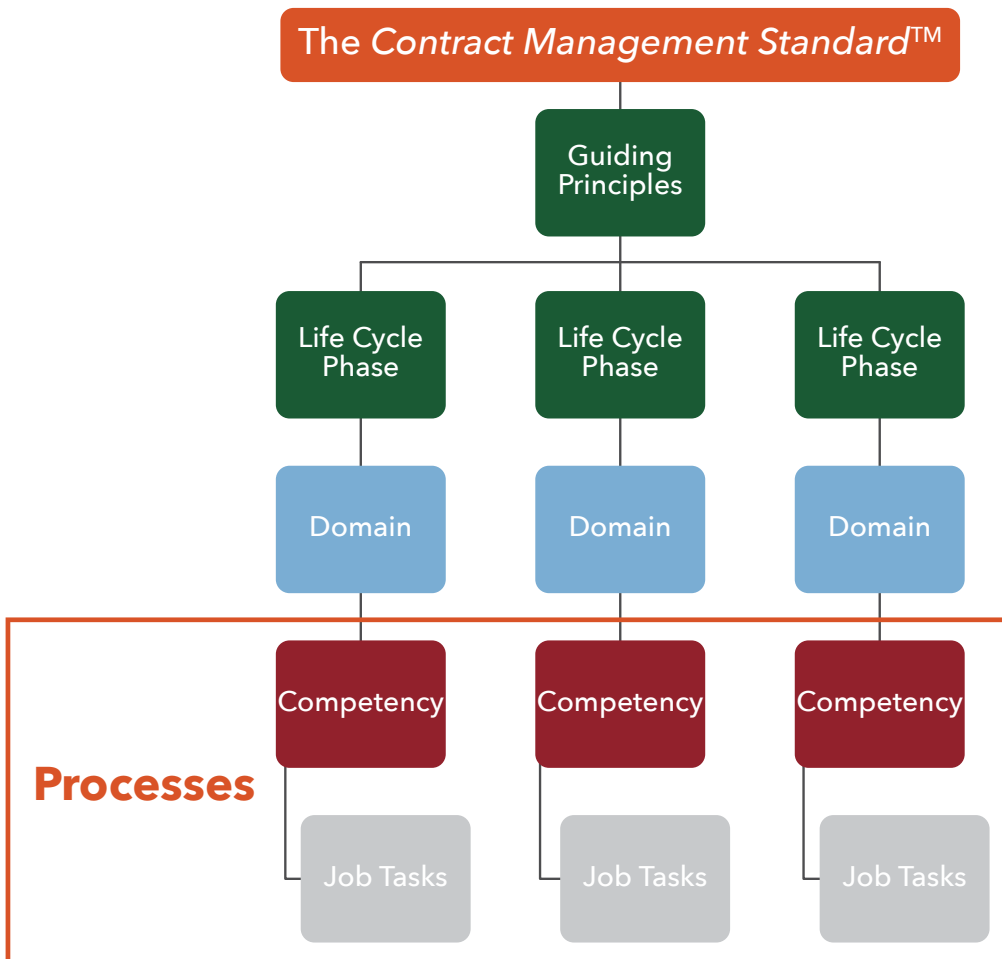 The Contract Management Standard™
Guiding
Principles
Life Cycle
Phase
Life Cycle
Phase
Life Cycle
Phase
Domain
Domain
Domain
Competency
Competency
Competency
Processes
Job Tasks
Job Tasks
Job Tasks